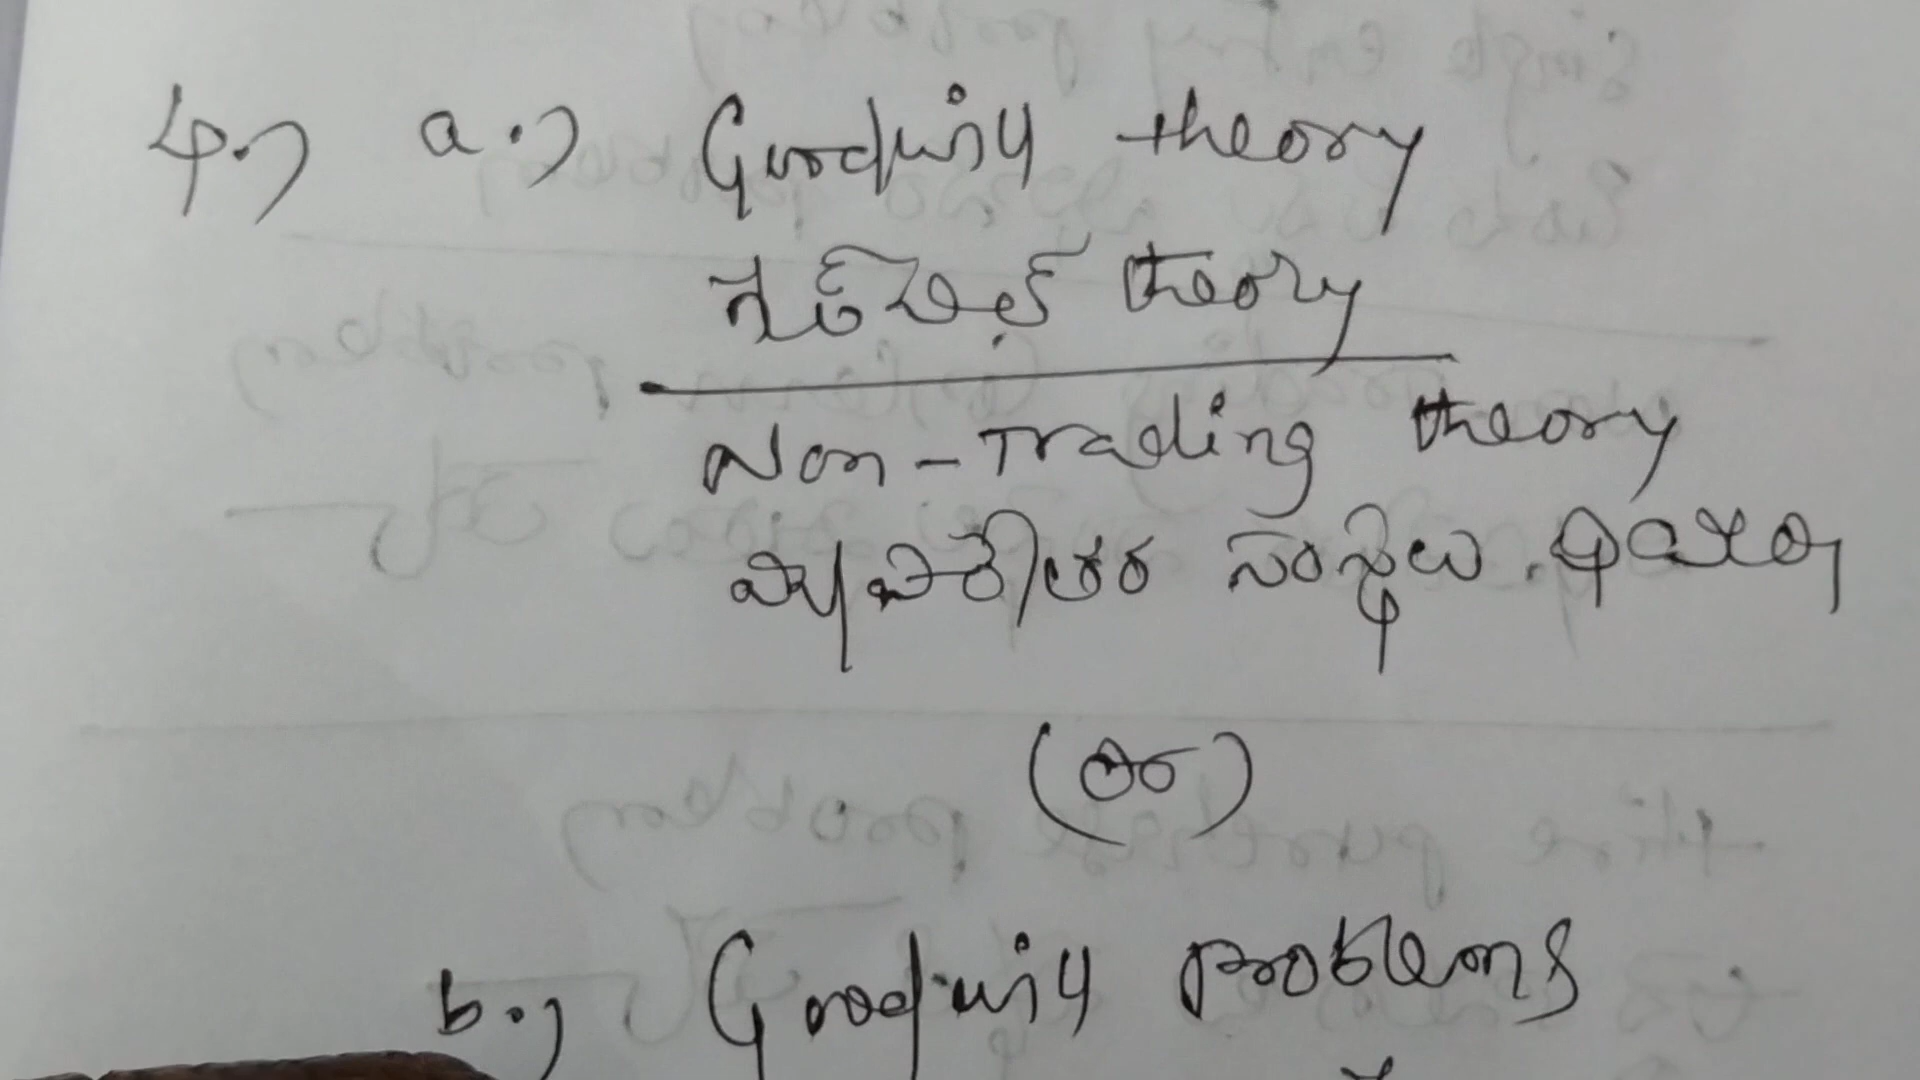 4.) a.) Goodwill theory
గుడ్‌విల్ theory
Non-Trading theory
వ్యాపారేతర సంస్థలు.
(లేదా)
b.) Goodwill problems